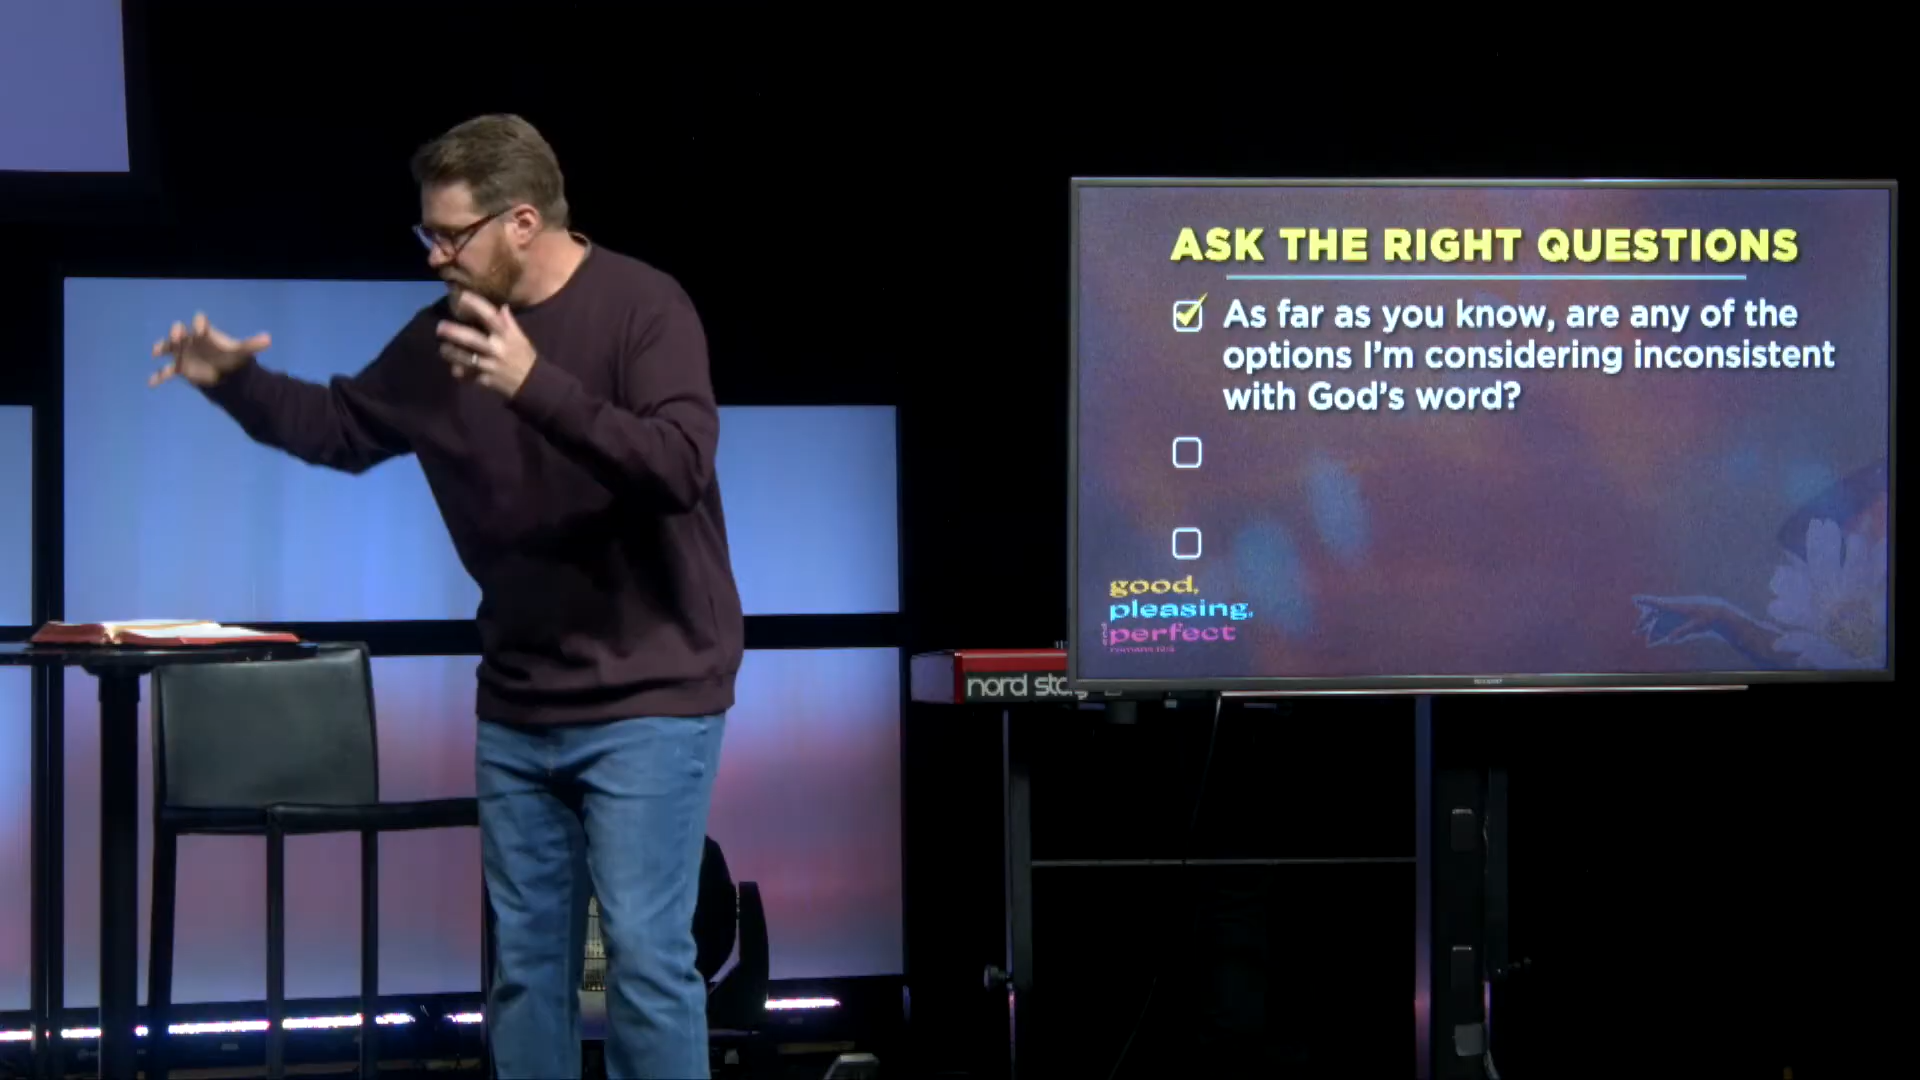 ASK THE RIGHT QUESTIONS
As far as you know, are any of the
options I'm considering inconsistent
with God's word?
good,
pleasing,
and
perfect
nord